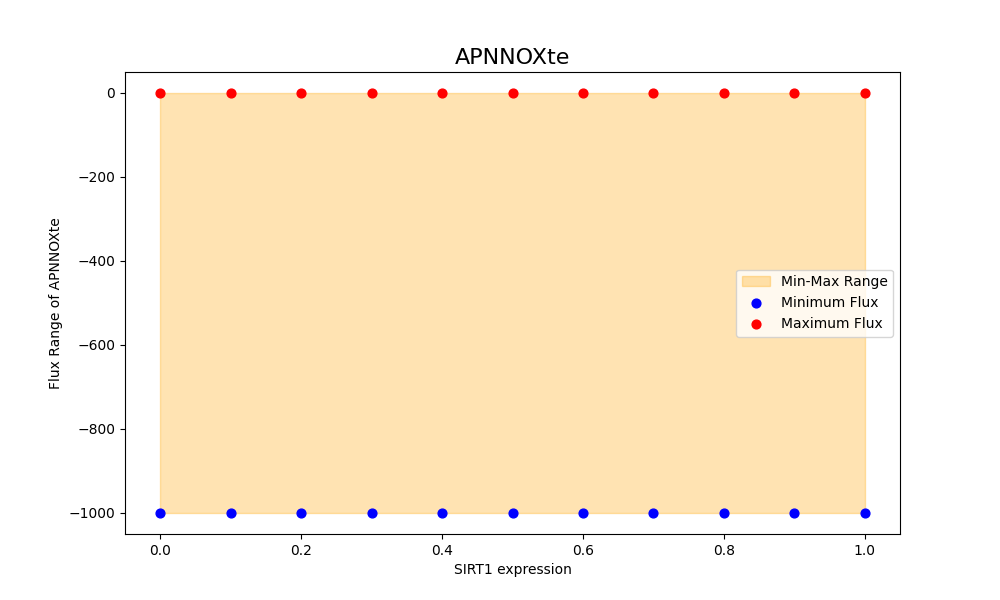 APNNOXte
Flux Range of APNNOXte
0
−200
−400
−600
−800
−1000
Min-Max Range
Minimum Flux
Maximum Flux
0.0
0.2
0.4
0.6
0.8
1.0
SIRT1 expression